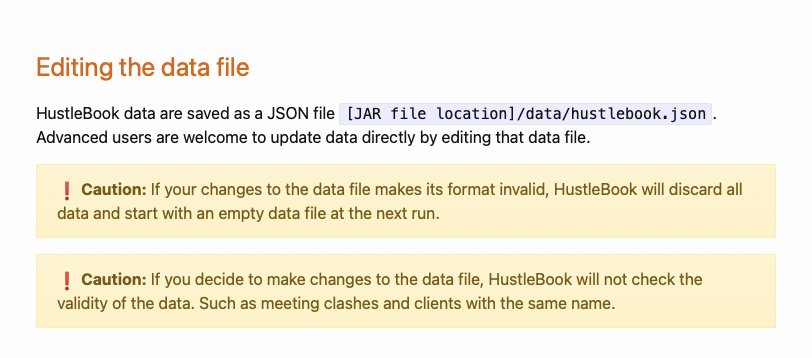 Editing the data file
HustleBook data are saved as a JSON file [JAR file location]/data/hustlebook.json.
Advanced users are welcome to update data directly by editing that data file.
❗ Caution: If your changes to the data file makes its format invalid, HustleBook will discard all
data and start with an empty data file at the next run.
❗ Caution: If you decide to make changes to the data file, HustleBook will not check the
validity of the data. Such as meeting clashes and clients with the same name.